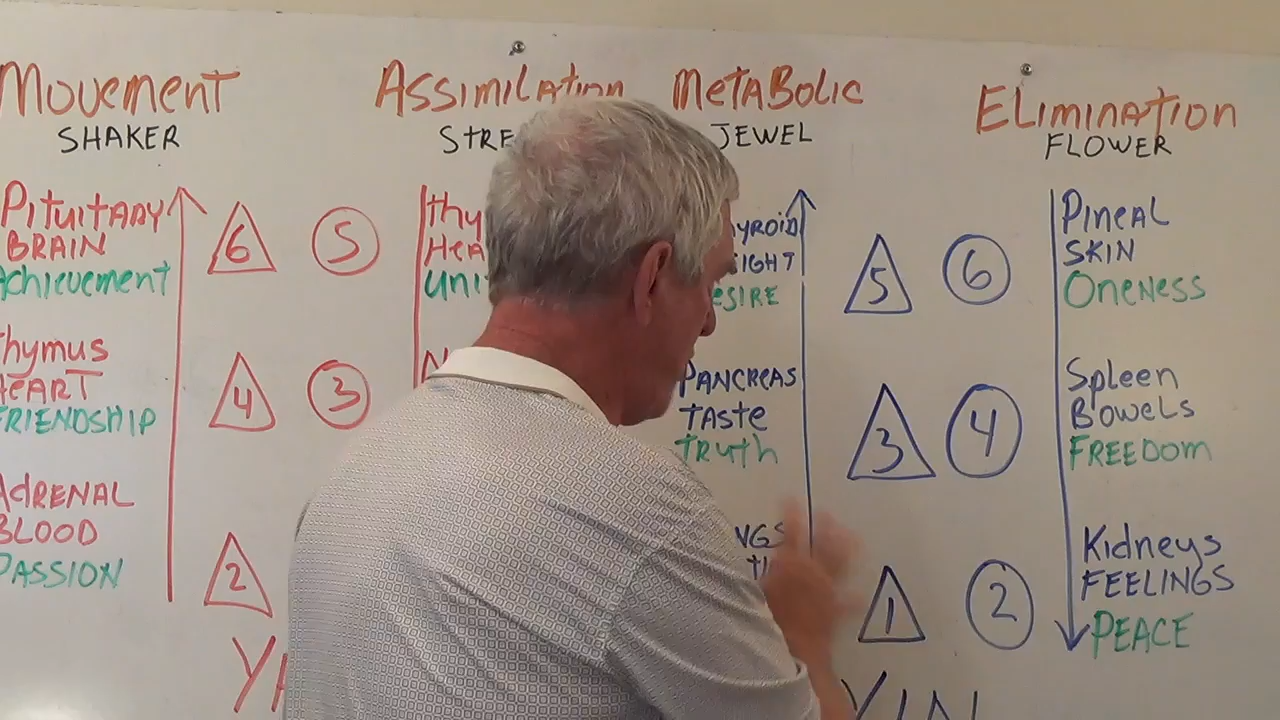 Movement
SHAKER
Pituitary
BRAIN
Achievement
6
5
Thymus
HEART
FRIENDSHIP
4
3
AdRENAL
BLOOD
PASSION
2
Assimilation
MetaBolic
JEWEL
PANCREAS
TASTE
TRUTH
5
6
3
4
1
2
YIN
ELimination
FLOWER
Pineal
SKIN
ONENESS
Spleen
Bowels
FREEDOM
Kidneys
FEELINGS
PEACE